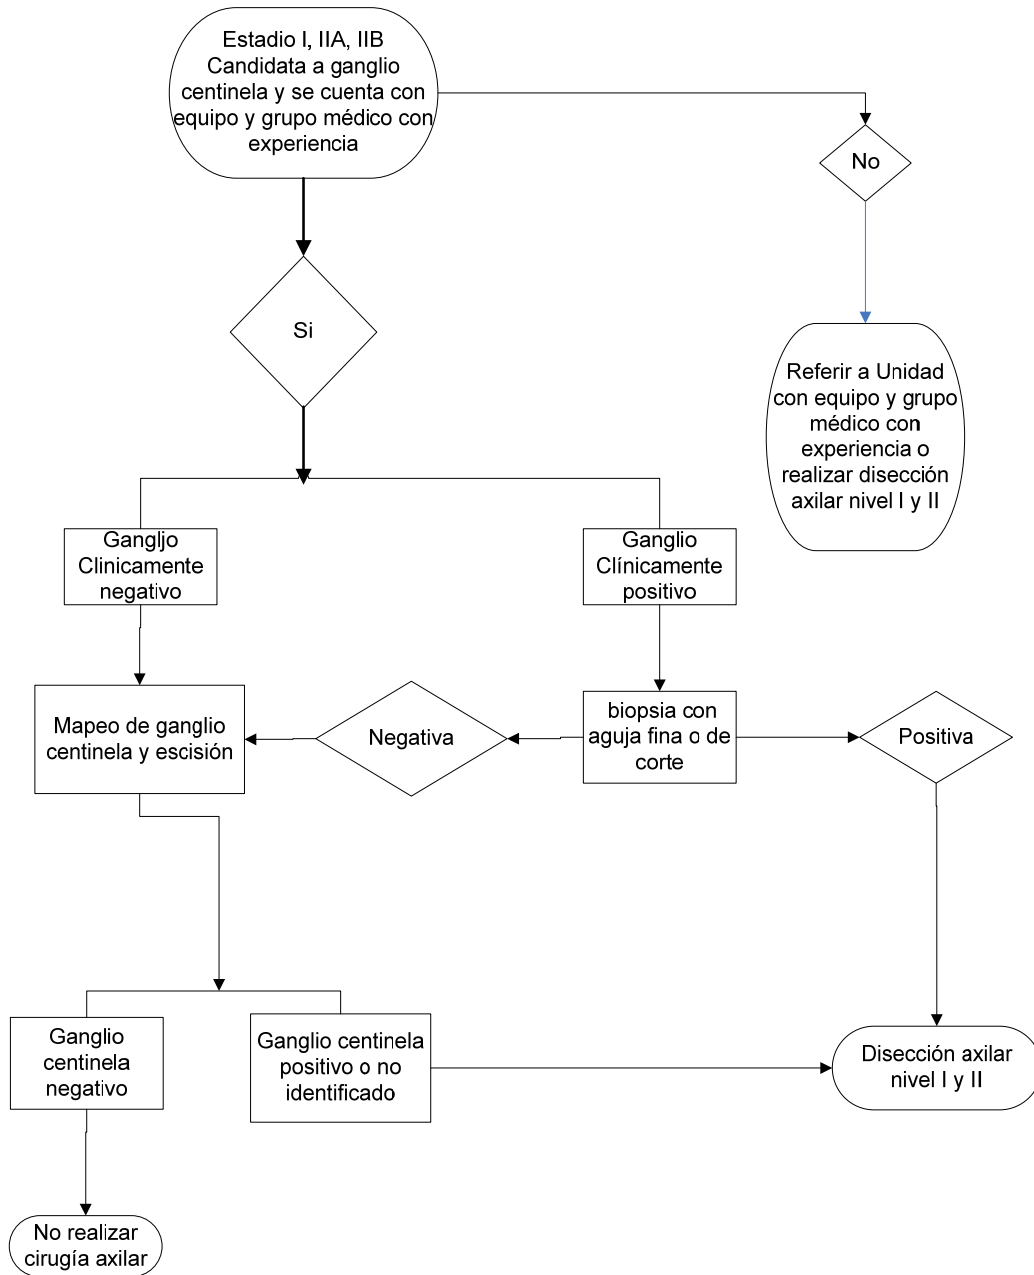 Estadio I, IIA, IIB
Candidata a ganglio
centinela y se cuenta con
equipo y grupo médico con
experiencia
No
Si
Referir a Unidad
con equipo y grupo
médico con
experiencia o
realizar disección
axilar nivel I y II
Gangljo
Clinicamente
negativo
Ganglio
Clínicamente
positivo
Mapeo de ganglio
centinela y escisión
Negativa
biopsia con
aguja fina o de
corte
Positiva
Ganglio
centinela
negativo
Ganglio centinela
positivo o no
identificado
Disección axilar
nivel I y II
No realizar
cirugía axilar